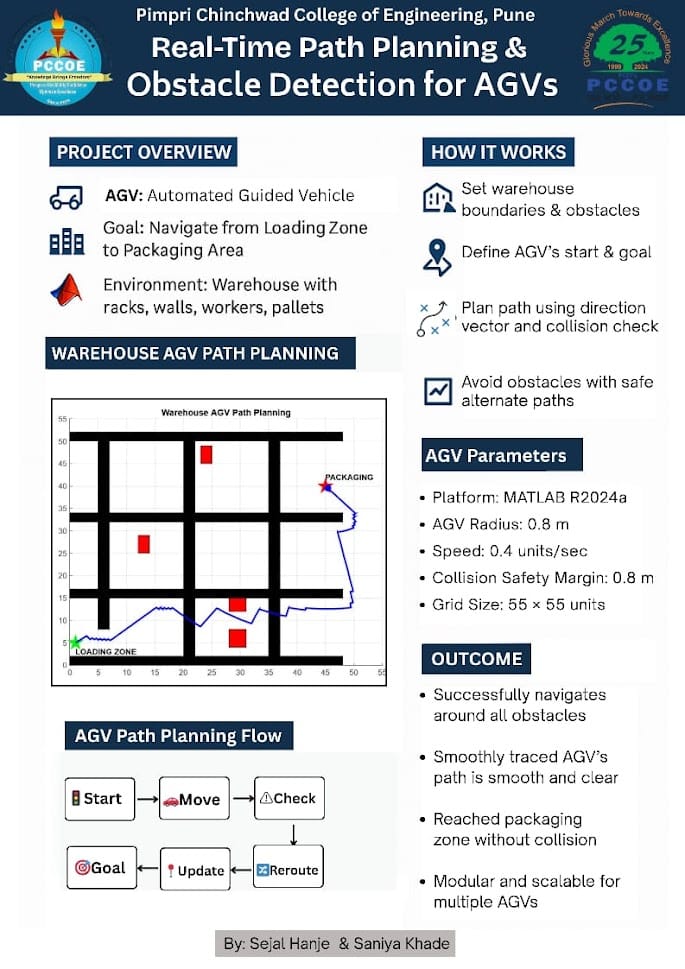 Pimpri Chinchwad College of Engineering, Pune
Real-Time Path Planning &
Obstacle Detection for AGVs
PCCOE
"Knowledge Brings Freedom"
Glorious March Towards Excellence
25
1999 2024
PCCOE
PROJECT OVERVIEW
AGV: Automated Guided Vehicle
Goal: Navigate from Loading Zone
to Packaging Area
Environment: Warehouse with
racks, walls, workers, pallets
WAREHOUSE AGV PATH PLANNING
Warehouse AGV Path Planning
55
50
45
40
35
30
25
20
15
10
5
0
PACKAGING
LOADING ZONE
0 5 10 15 20 25 30 35 40 45 50 55
AGV Path Planning Flow
Start
Move
Check
Goal
Update
Reroute
HOW IT WORKS
Set warehouse
boundaries & obstacles
Define AGV's start & goal
Plan path using direction
vector and collision check
Avoid obstacles with safe
alternate paths
AGV Parameters
• Platform: MATLAB R2024a
• AGV Radius: 0.8 m
• Speed: 0.4 units/sec
• Collision Safety Margin: 0.8 m
• Grid Size: 55 × 55 units
OUTCOME
• Successfully navigates
around all obstacles
• Smoothly traced AGV's
path is smooth and clear
• Reached packaging
zone without collision
• Modular and scalable for
multiple AGVs
By: Sejal Hanje & Saniya Khade